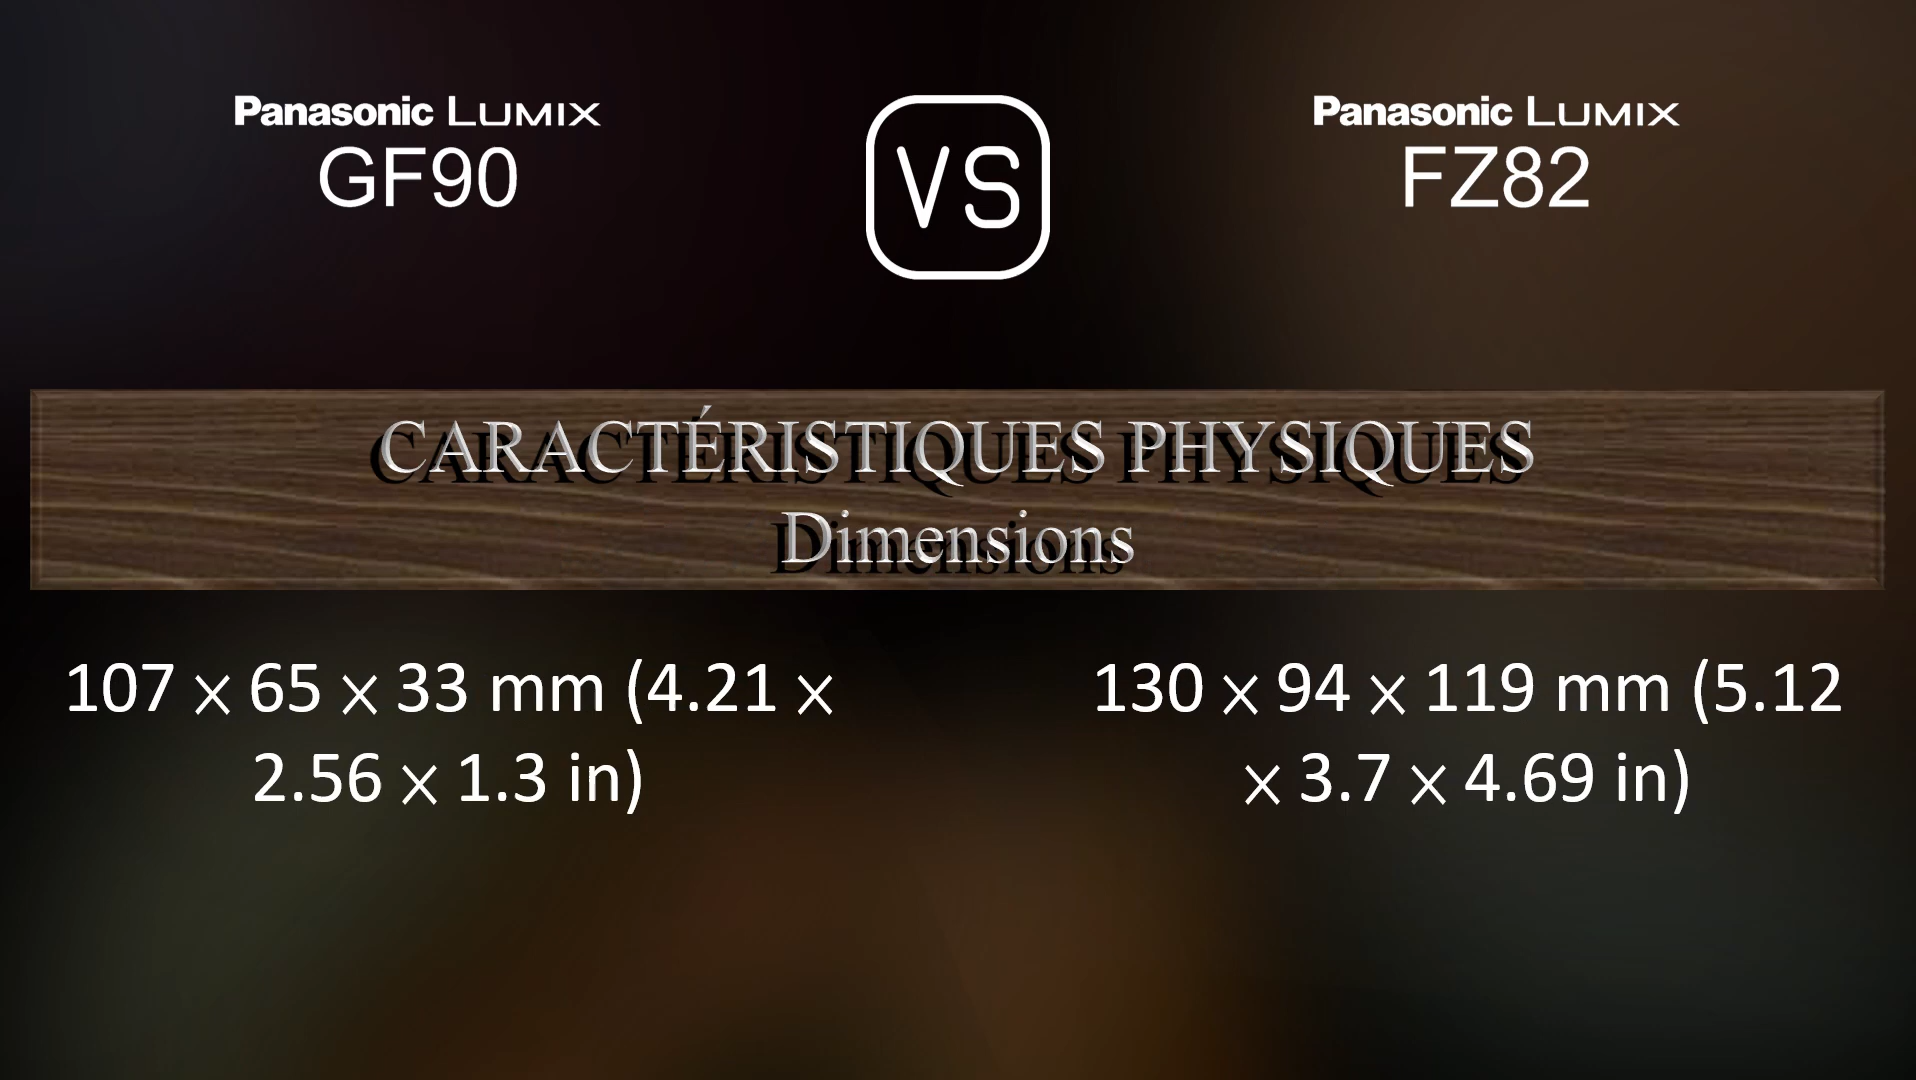 Panasonic LUMIX
GF90
VS
Panasonic LUMIX
FZ82
CARACTÉRISTIQUES PHYSIQUES
Dimensions
107 x 65 x 33 mm (4.21 x
2.56 x 1.3 in)
130 x 94 x 119 mm (5.12
x 3.7 x 4.69 in)